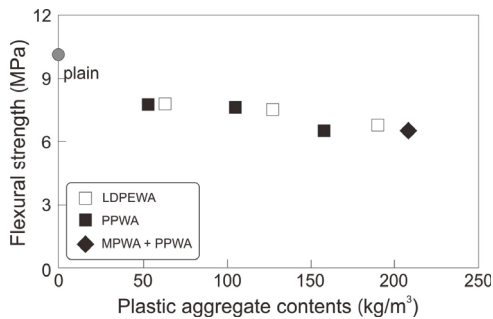 12
9
6
3
0
Flexural strength (MPa)
plain
LDPEWA
PPWA
MPWA + PPWA
0
50
100
150
200
250
Plastic aggregate contents (kg/m³)